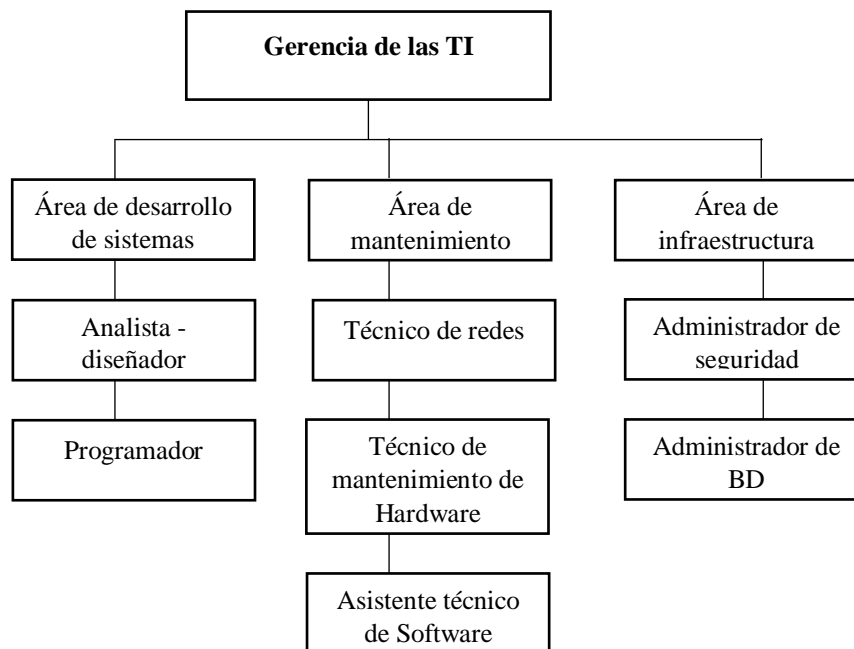 Gerencia de las TI
Área de desarrollo
de sistemas
Área de
mantenimiento
Área de
infraestructura
Analista -
diseñador
Técnico de redes
Administrador de
seguridad
Programador
Técnico de
mantenimiento de
Hardware
Administrador de
BD
Asistente técnico
de Software